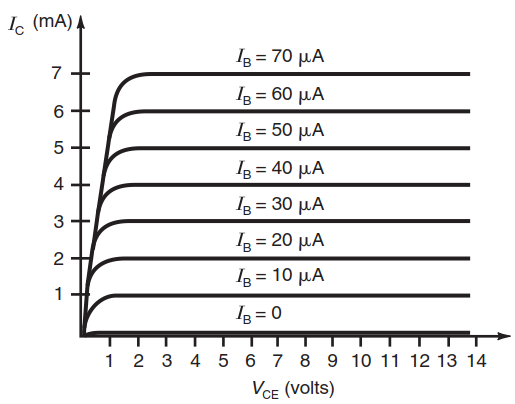 I_C (mA)
I_B = 70 μA
7
I_B = 60 μA
6
I_B = 50 μA
5
I_B = 40 μA
4
I_B = 30 μA
3
I_B = 20 μA
2
I_B = 10 μA
1
I_B = 0
1 2 3 4 5 6 7 8 9 10 11 12 13 14
V_CE (volts)